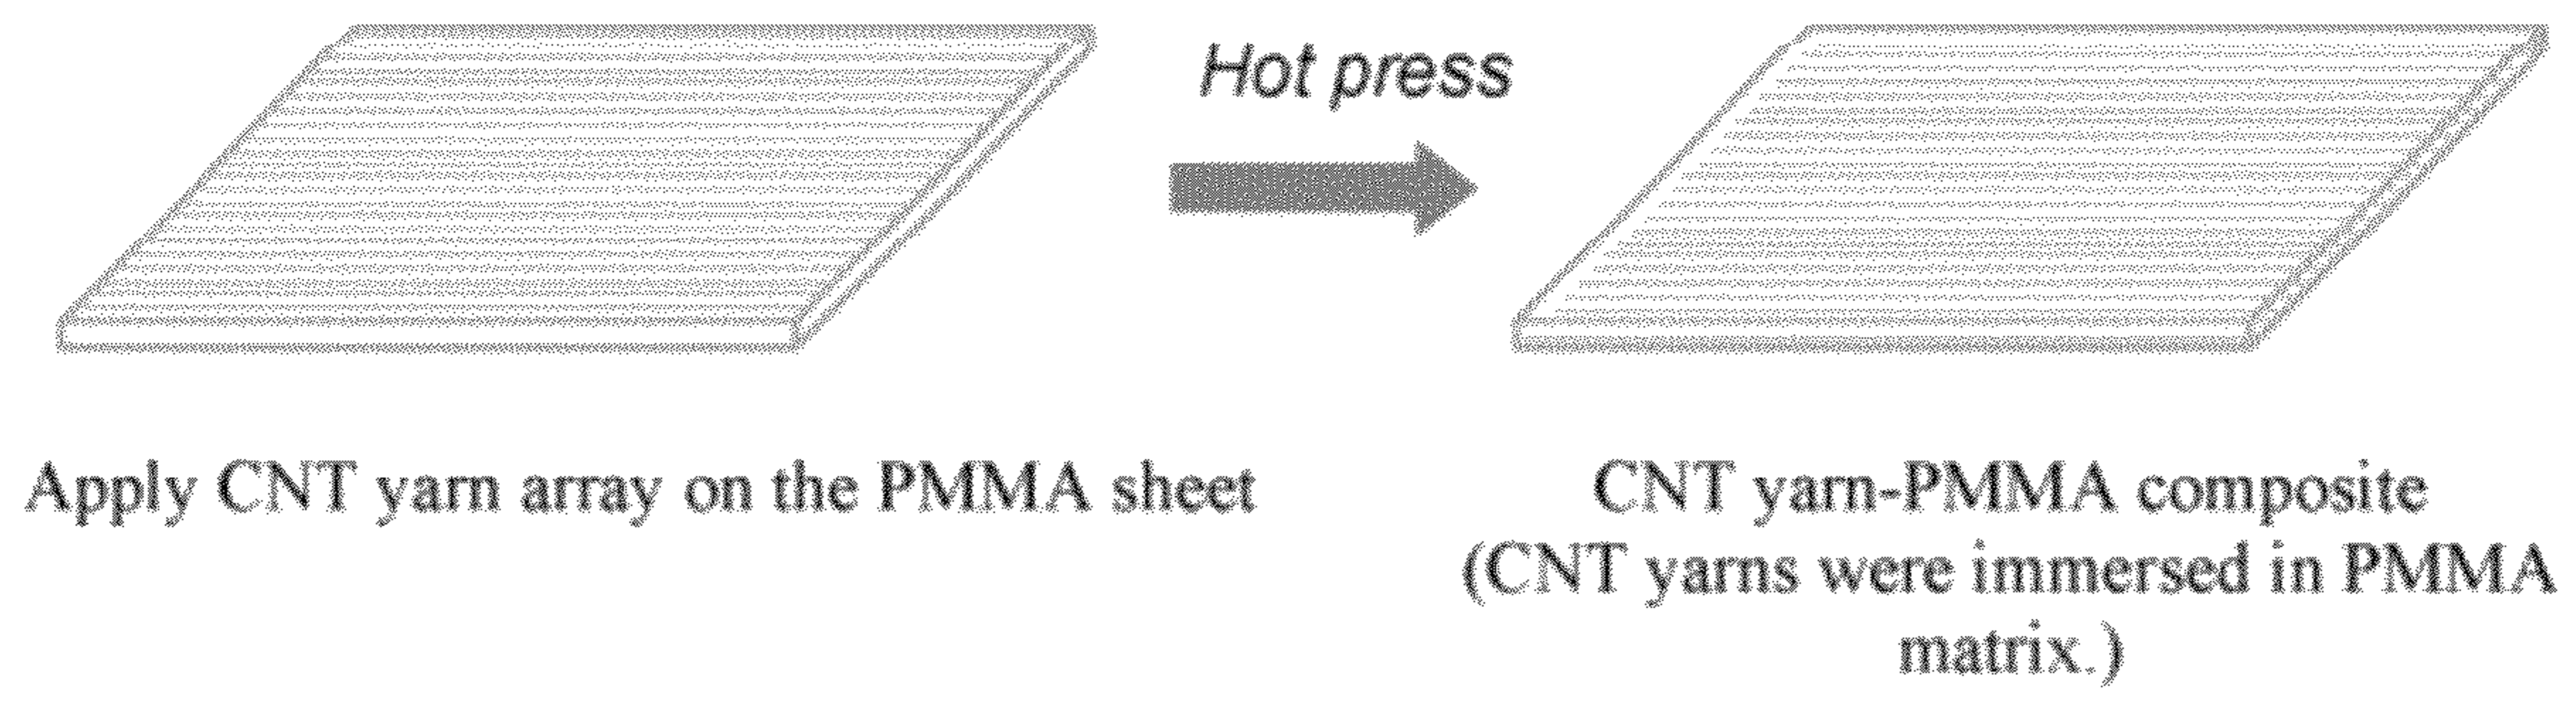 Hot press
Apply CNT yarn array on the PMMA sheet
CNT yarn-PMMA composite
(CNT yarns were immersed in PMMA
matrix.)